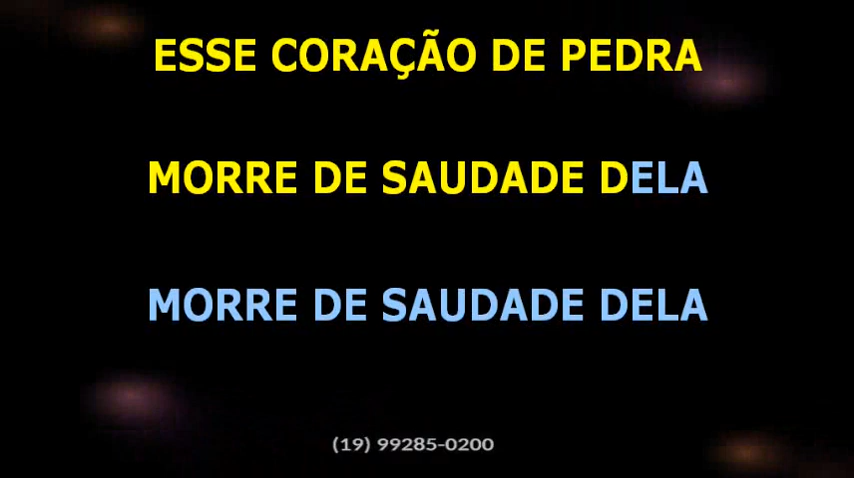 ESSE CORAÇÃO DE PEDRA
MORRE DE SAUDADE DELA
MORRE DE SAUDADE DELA
(19) 99285-0200